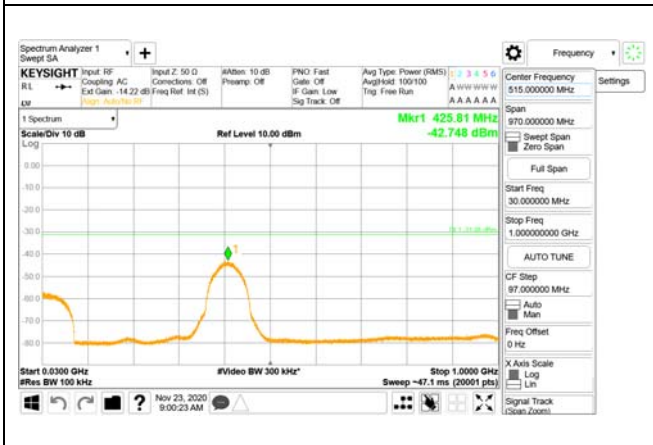 Spectrum Analyzer 1
Swept SA
Frequency
KEYSIGHT
Input: RF
Coupling: AC
Ext Gain: -14.22 dB
Align: Auto/No RF
Input Z: 50 Ω
Corrections: Off
Freq Ref: Int (S)
#Atten: 10 dB
Preamp: Off
PNO: Fast
Gate: Off
IF Gain: Low
Sig Track: Off
Avg Type: Power (RMS)
Avg|Hold: 100/100
Trig: Free Run
1 2 3 4 5 6
A W W W W W
A A A A A A
RL
1 Spectrum
Scale/Div 10 dB
Ref Level 10.00 dBm
Mkr1 425.81 MHz
-42.748 dBm
Log
0.00
-10.0
-20.0
-30.0
-40.0
-50.0
-60.0
-70.0
-80.0
1
Start 0.0300 GHz
#Res BW 100 kHz
#Video BW 300 kHz*
Stop 1.0000 GHz
Sweep ~47.1 ms (20001 pts)
Nov 23, 2020
9:00:23 AM
Center Frequency
515.000000 MHz
Settings
Span
970.000000 MHz
Swept Span
Zero Span
Full Span
Start Freq
30.000000 MHz
Stop Freq
1.000000000 GHz
AUTO TUNE
CF Step
97.000000 MHz
Auto
Man
Freq Offset
0 Hz
X Axis Scale
Log
Lin
Signal Track
(Span Zoom)